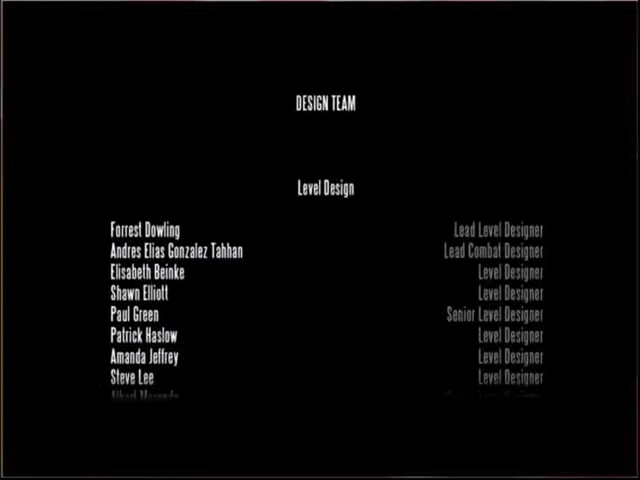 DESIGN TEAM
Level Design
Forrest Dowling Lead Level Designer
Andres Elias Gonzalez Tahhan Lead Combat Designer
Elisabeth Beinke Level Designer
Shawn Elliott Level Designer
Paul Green Senior Level Designer
Patrick Haslow Level Designer
Amanda Jeffrey Level Designer
Steve Lee Level Designer